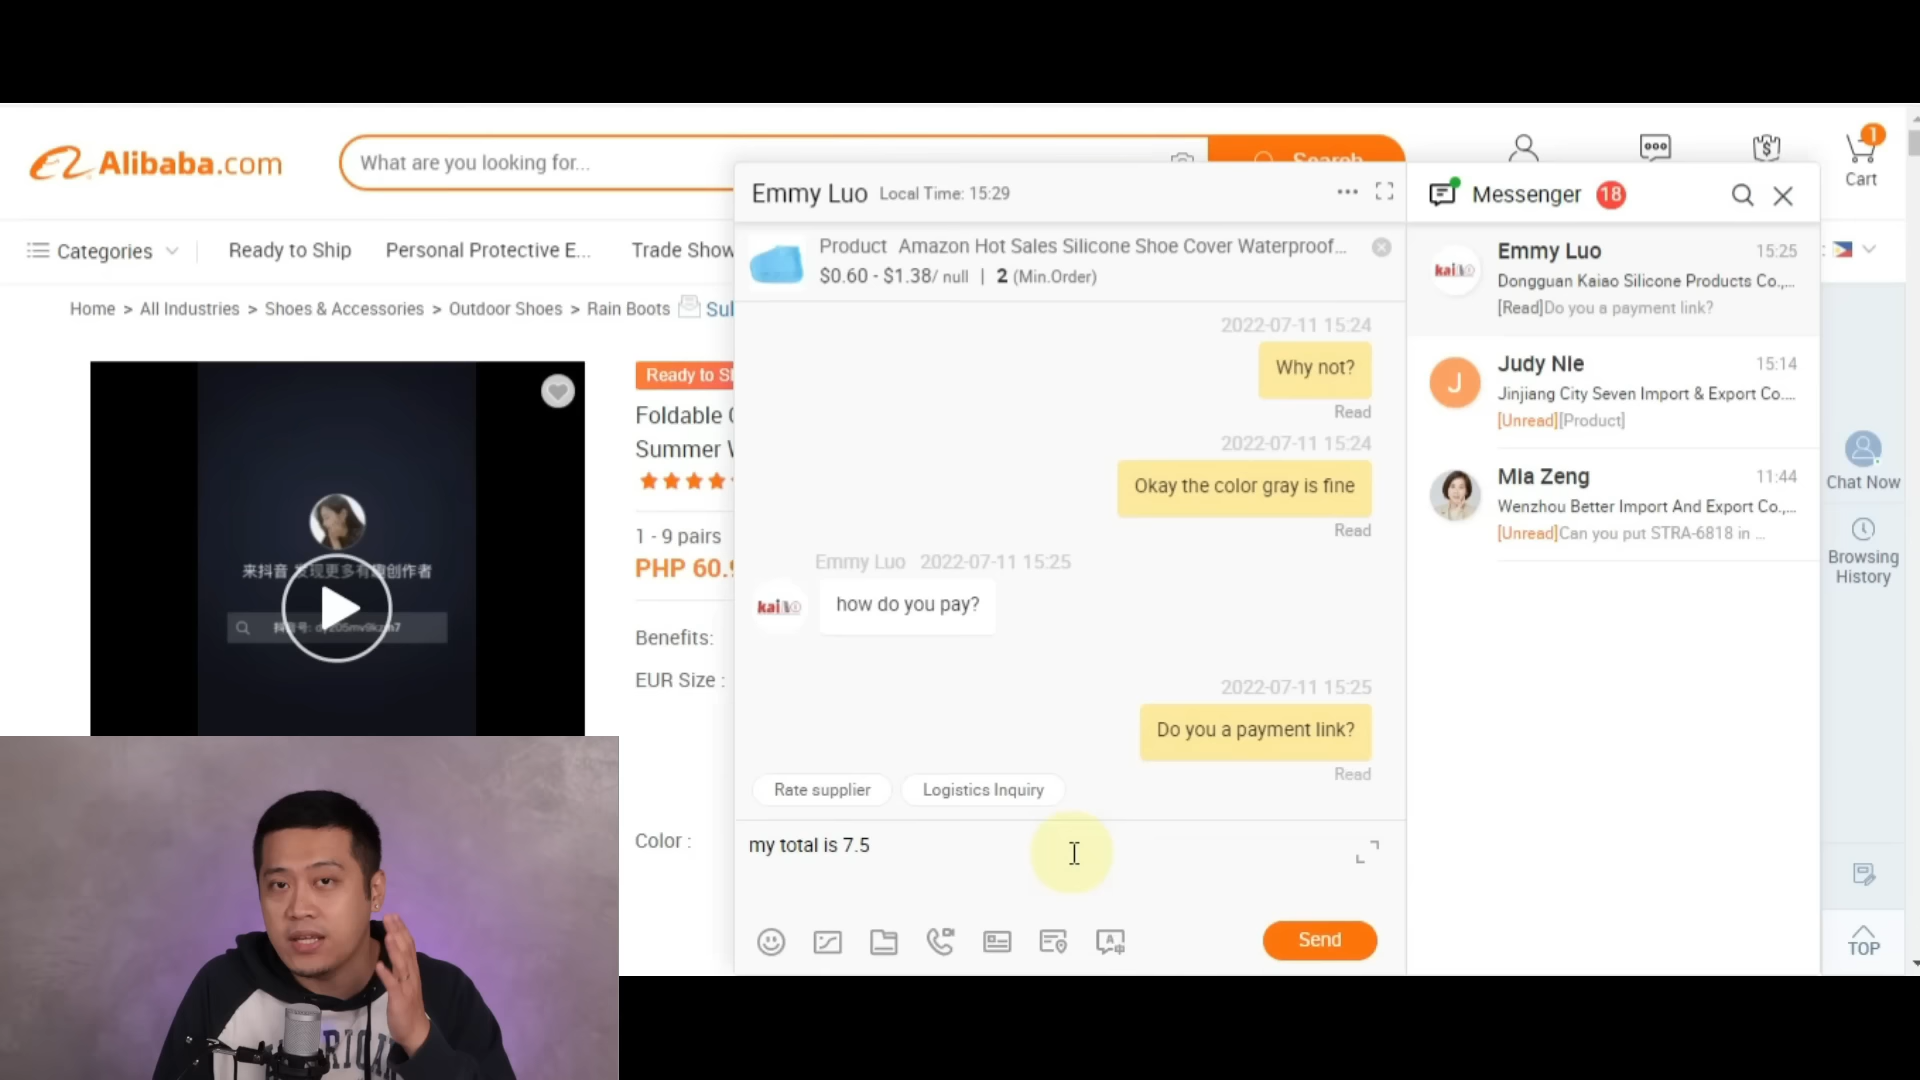 Alibaba.com
What are you looking for...
Search
1
Cart
Categories
Ready to Ship
Personal Protective E...
Trade Show
Home > All Industries > Shoes & Accessories > Outdoor Shoes > Rain Boots
Ready to
Foldable
Summer
1 - 9 pairs
PHP 60.
Benefits:
EUR Size :
Color :
Emmy Luo Local Time: 15:29
Product Amazon Hot Sales Silicone Shoe Cover Waterproof...
$0.60 - $1.38/ null | 2 (Min.Order)
2022-07-11 15:24
Why not?
Read
2022-07-11 15:24
Okay the color gray is fine
Read
Emmy Luo 2022-07-11 15:25
how do you pay?
2022-07-11 15:25
Do you a payment link?
Read
Rate supplier
Logistics Inquiry
my total is 7.5
Send
Messenger 18
Emmy Luo 15:25
Dongguan Kaiao Silicone Products Co.,...
[Read]Do you a payment link?
J
Judy Nie 15:14
Jinjiang City Seven Import & Export Co....
[Unread][Product]
Mia Zeng 11:44
Wenzhou Better Import And Export Co.,...
[Unread]Can you put STRA-6818 in ...
Chat Now
Browsing
History
TOP